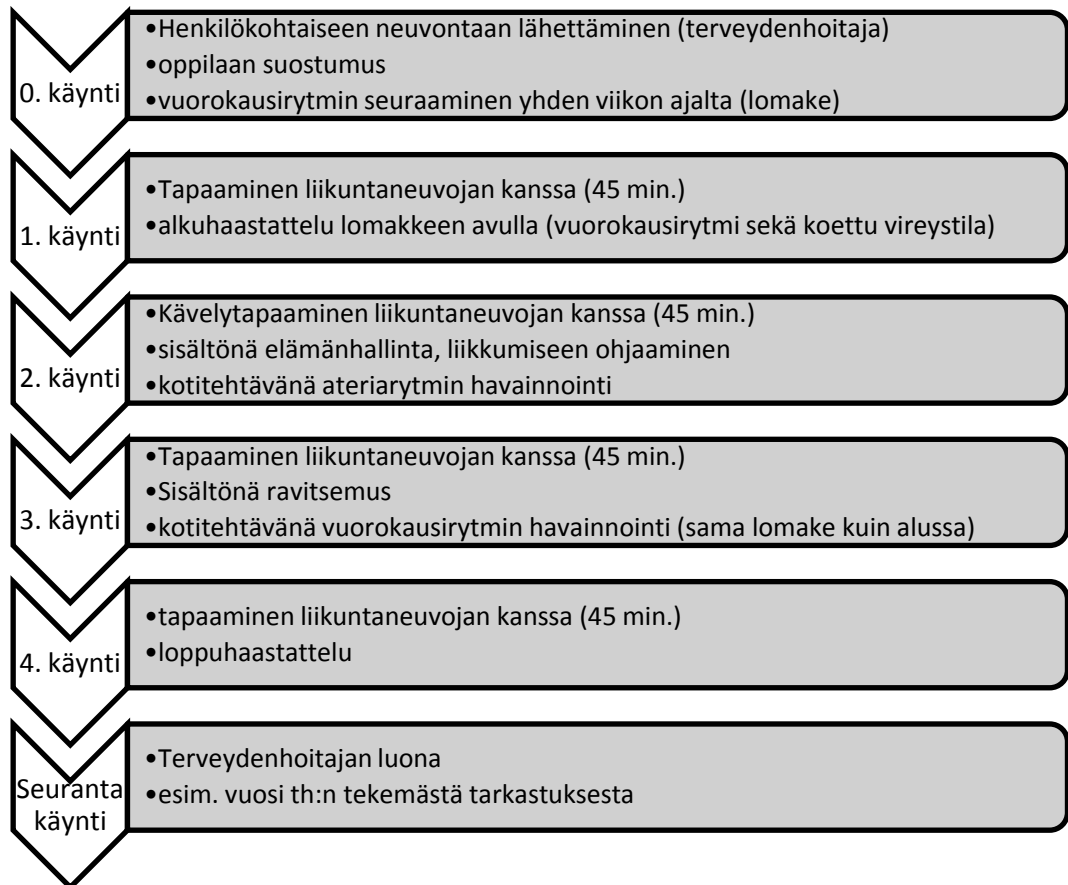 0. käynti
•Henkilökohtaiseen neuvontaan lähettäminen (terveydenhoitaja)
•oppilaan suostumus
•vuorokausirytmin seuraaminen yhden viikon ajalta (lomake)
1. käynti
•Tapaaminen liikuntaneuvojan kanssa (45 min.)
•alkuhaastattelu lomakkeen avulla (vuorokausirytmi sekä koettu vireystila)
2. käynti
•Kävelytapaaminen liikuntaneuvojan kanssa (45 min.)
•sisältönä elämänhallinta, liikkumiseen ohjaaminen
•kotitehtävänä ateriarytmin havainnointi
3. käynti
•Tapaaminen liikuntaneuvojan kanssa (45 min.)
•Sisältönä ravitsemus
•kotitehtävänä vuorokausirytmin havainnointi (sama lomake kuin alussa)
4. käynti
•tapaaminen liikuntaneuvojan kanssa (45 min.)
•loppuhaastattelu
Seuranta
käynti
•Terveydenhoitajan luona
•esim. vuosi th:n tekemästä tarkastuksesta